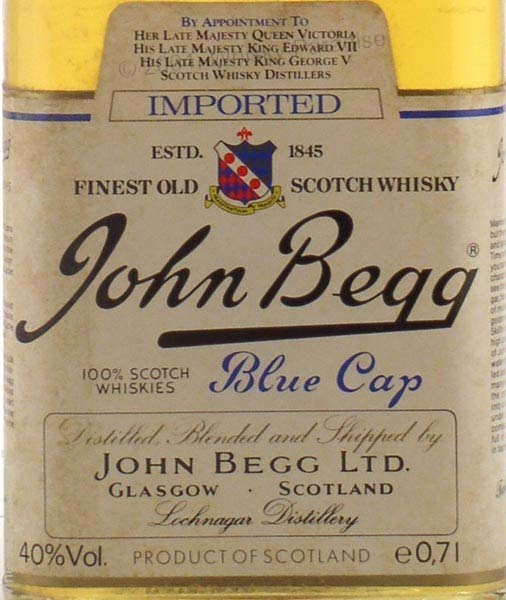 BY APPOINTMENT TO
HER LATE MAJESTY QUEEN VICTORIA
HIS LATE MAJESTY KING EDWARD VII
HIS LATE MAJESTY KING GEORGE V
SCOTCH WHISKY DISTILLERS
IMPORTED
ESTD. 1845
FINEST OLD SCOTCH WHISKY
John Begg®
100% SCOTCH
WHISKIES
Blue Cap
Distilled, Blended and Shipped by
JOHN BEGG LTD.
GLASGOW · SCOTLAND
Lochnagar Distillery
40%Vol. PRODUCT OF SCOTLAND e0,7l